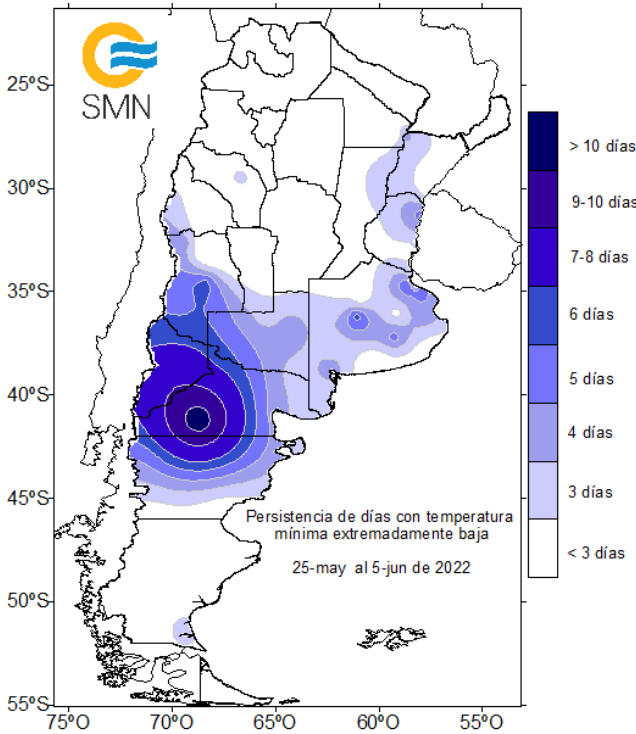 SMN
25ºS
30ºS
35ºS
40ºS
45ºS
50ºS
55ºS
75ºO
70ºO
65ºO
60ºO
55ºO
Persistencia de días con temperatura
mínima extremadamente baja
25-may al 5-jun de 2022
> 10 días
9-10 días
7-8 días
6 días
5 días
4 días
3 días
< 3 días